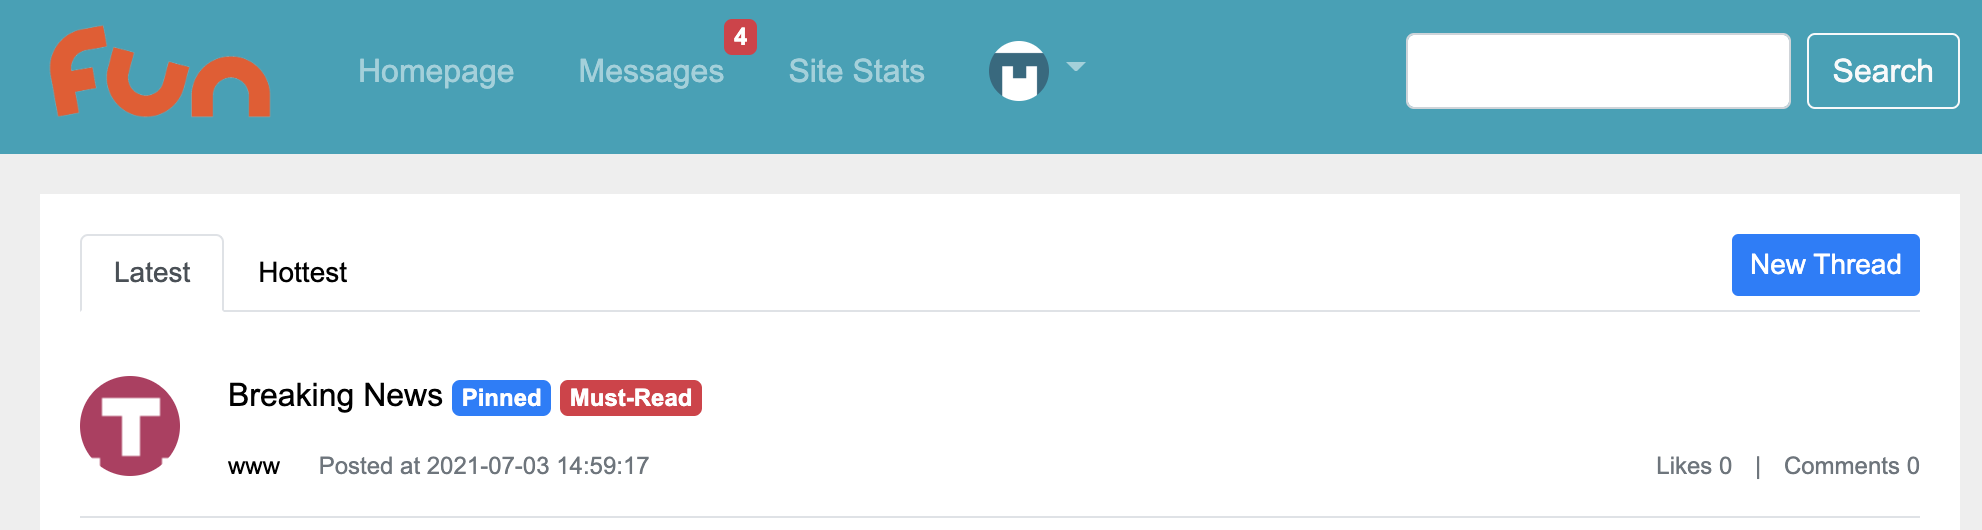 fun
Homepage Messages 4 Site Stats Search
Latest Hottest New Thread
T
Breaking News Pinned Must-Read
www Posted at 2021-07-03 14:59:17 Likes 0 | Comments 0